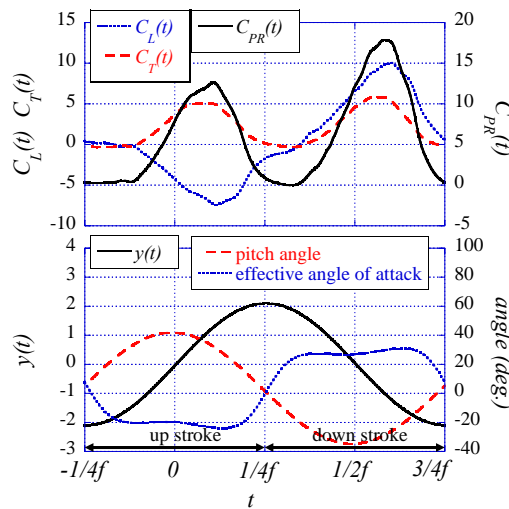 C_L(t)
C_T(t)
C_PR(t)
15
10
5
0
-5
-10
20
15
10
5
0
-5
C_L(t) C_T(t)
C_PR(t)
y(t)
pitch angle
effective angle of attack
4
3
2
1
0
-1
-2
-3
100
80
60
40
20
0
-20
-40
y(t)
angle (deg.)
up stroke
down stroke
-1/4f 0 1/4f 1/2f 3/4f
t